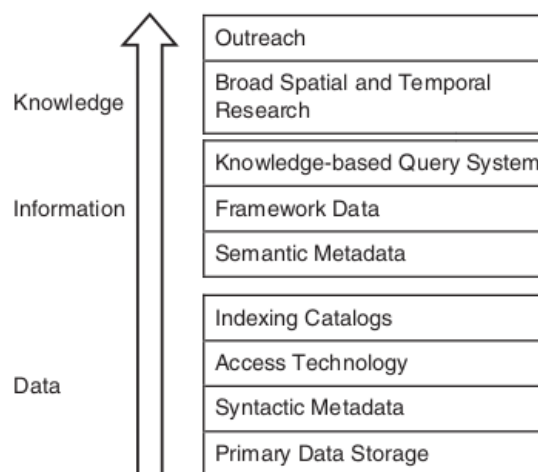 Outreach
Knowledge
Broad Spatial and Temporal
Research
Knowledge-based Query System
Information
Framework Data
Semantic Metadata
Indexing Catalogs
Access Technology
Data
Syntactic Metadata
Primary Data Storage